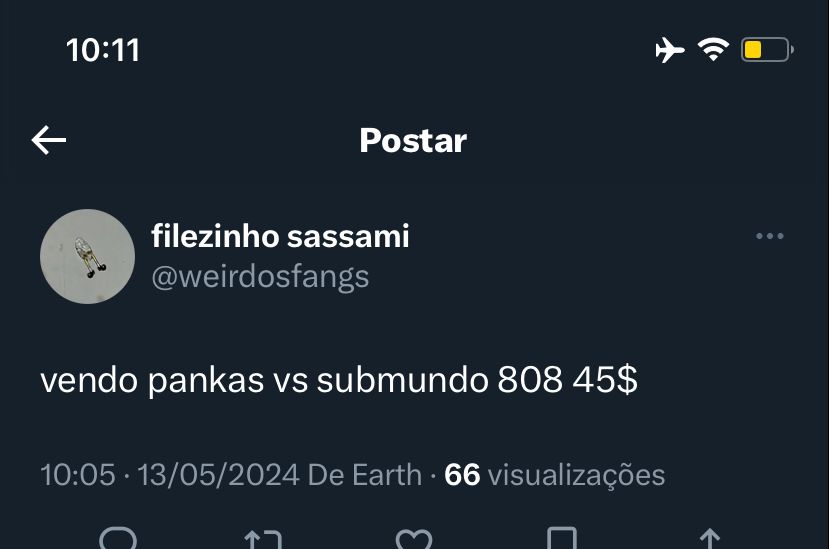 10:11
Postar
filezinho sassami
@weirdosfangs
vendo pankas vs submundo 808 45$
10:05 · 13/05/2024 De Earth · 66 visualizações